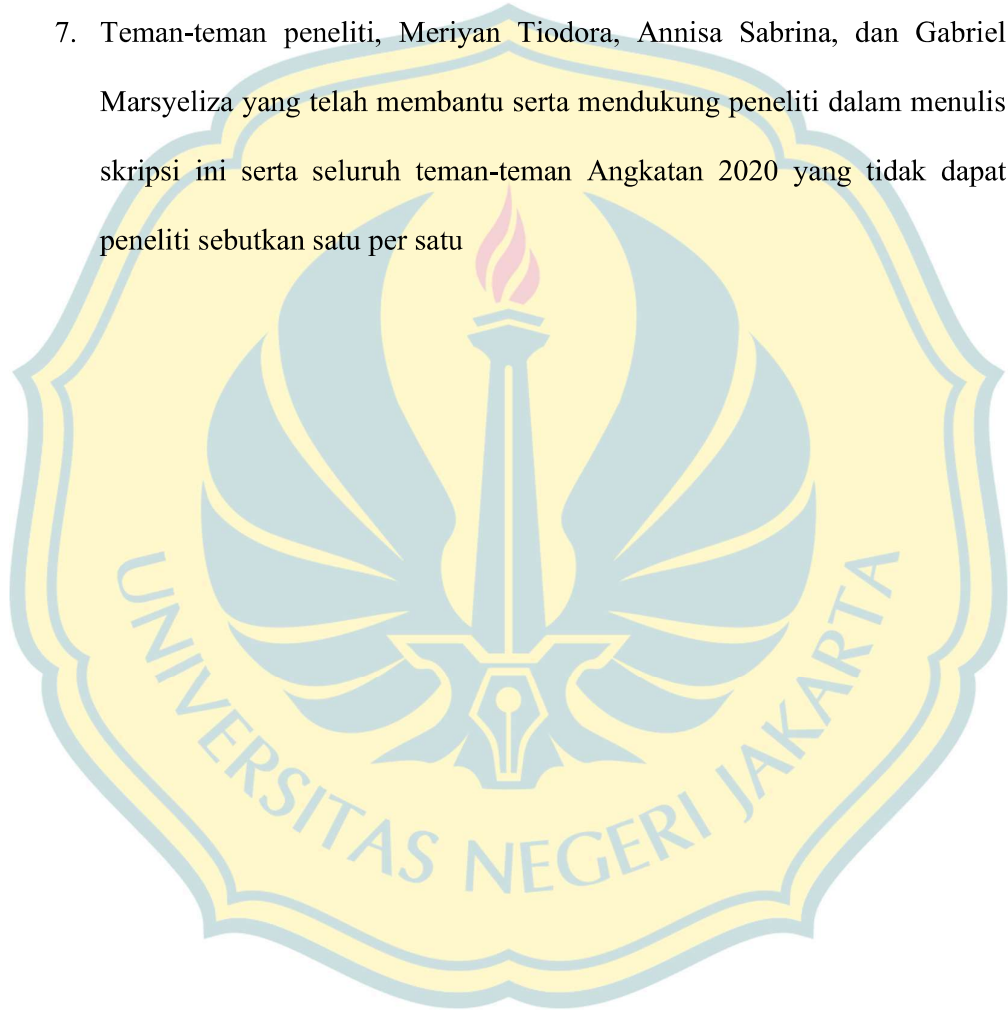 7. Teman-teman peneliti, Meriyan Tiodora, Annisa Sabrina, dan Gabriel
Marsyeliza yang telah membantu serta mendukung peneliti dalam menulis
skripsi ini serta seluruh teman-teman Angkatan 2020 yang tidak dapat
peneliti sebutkan satu per satu
UNIVERSITAS NEGERI JAKARTA